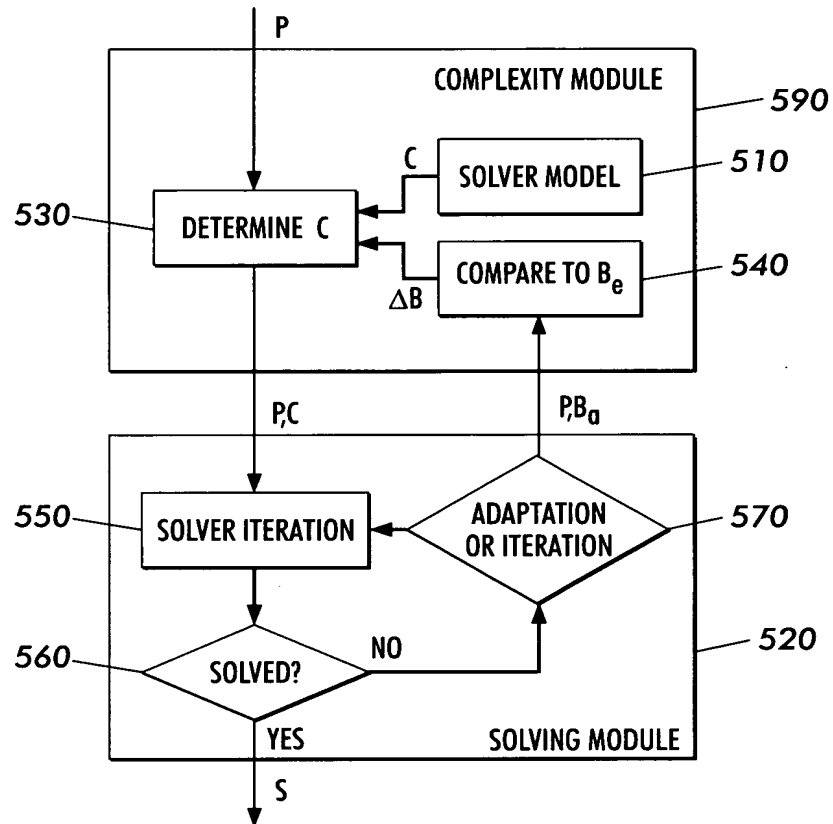 P
COMPLEXITY MODULE
590
C
SOLVER MODEL
510
530
DETERMINE C
COMPARE TO Be
540
ΔB
P,C
P,Ba
550
SOLVER ITERATION
ADAPTATION
OR ITERATION
570
560
SOLVED?
NO
520
YES
SOLVING MODULE
S